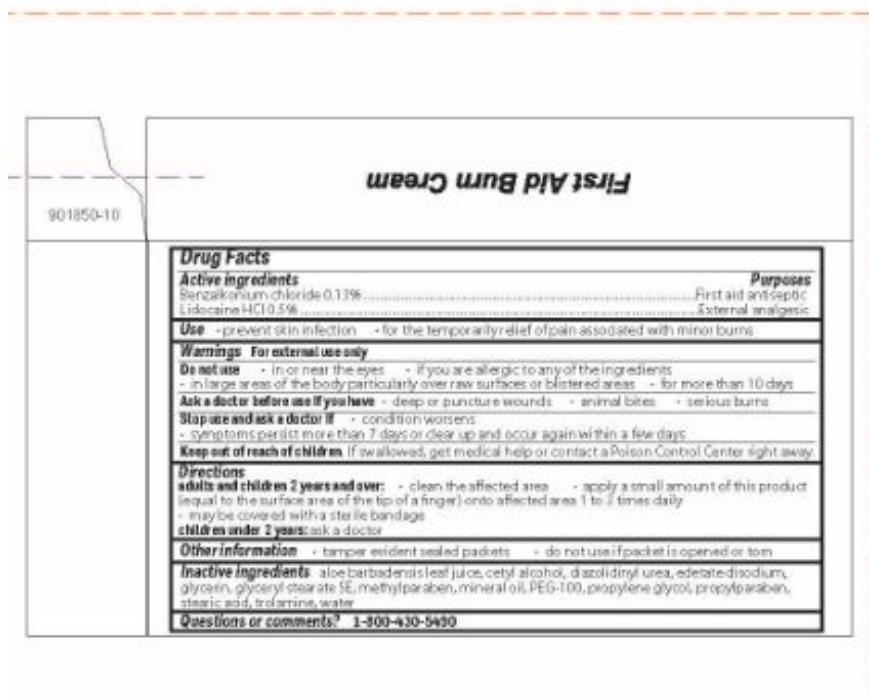 First Aid Burn Cream
901850-10
Drug Facts
Active ingredients Purposes
Benzalkonium chloride 0.13% First aid antiseptic
Lidocaine HCl 0.5% External analgesic
Use • prevent skin infection • for the temporarily relief of pain associated with minor burns
Warnings For external use only
Do not use • in or near the eyes • if you are allergic to any of the ingredients
• in large areas of the body particularly over raw surfaces or blistered areas • for more than 10 days
Ask a doctor before use if you have • deep or puncture wounds • animal bites • serious burns
Stop use and ask a doctor if • condition worsens
• symptoms persist more than 7 days or clear up and occur again within a few days
Keep out of reach of children If swallowed, get medical help or contact a Poison Control Center right away.
Directions
adults and children 2 years and over: • clean the affected area • apply a small amount of this product
(equal to the surface area of the tip of a finger) onto affected area 1 to 3 times daily
• may be covered with a sterile bandage
children under 2 years: ask a doctor
Other information • tamper evident sealed packets • do not use if packet is opened or torn
Inactive ingredients aloe barbadensis leaf juice, cetyl alcohol, diazolidinyl urea, edetate disodium,
glycerin, glyceryl stearate SE, methylparaben, mineral oil, PEG-100, propylene glycol, propylparaben,
stearic acid, trolamine, water
Questions or comments? 1-800-430-5490